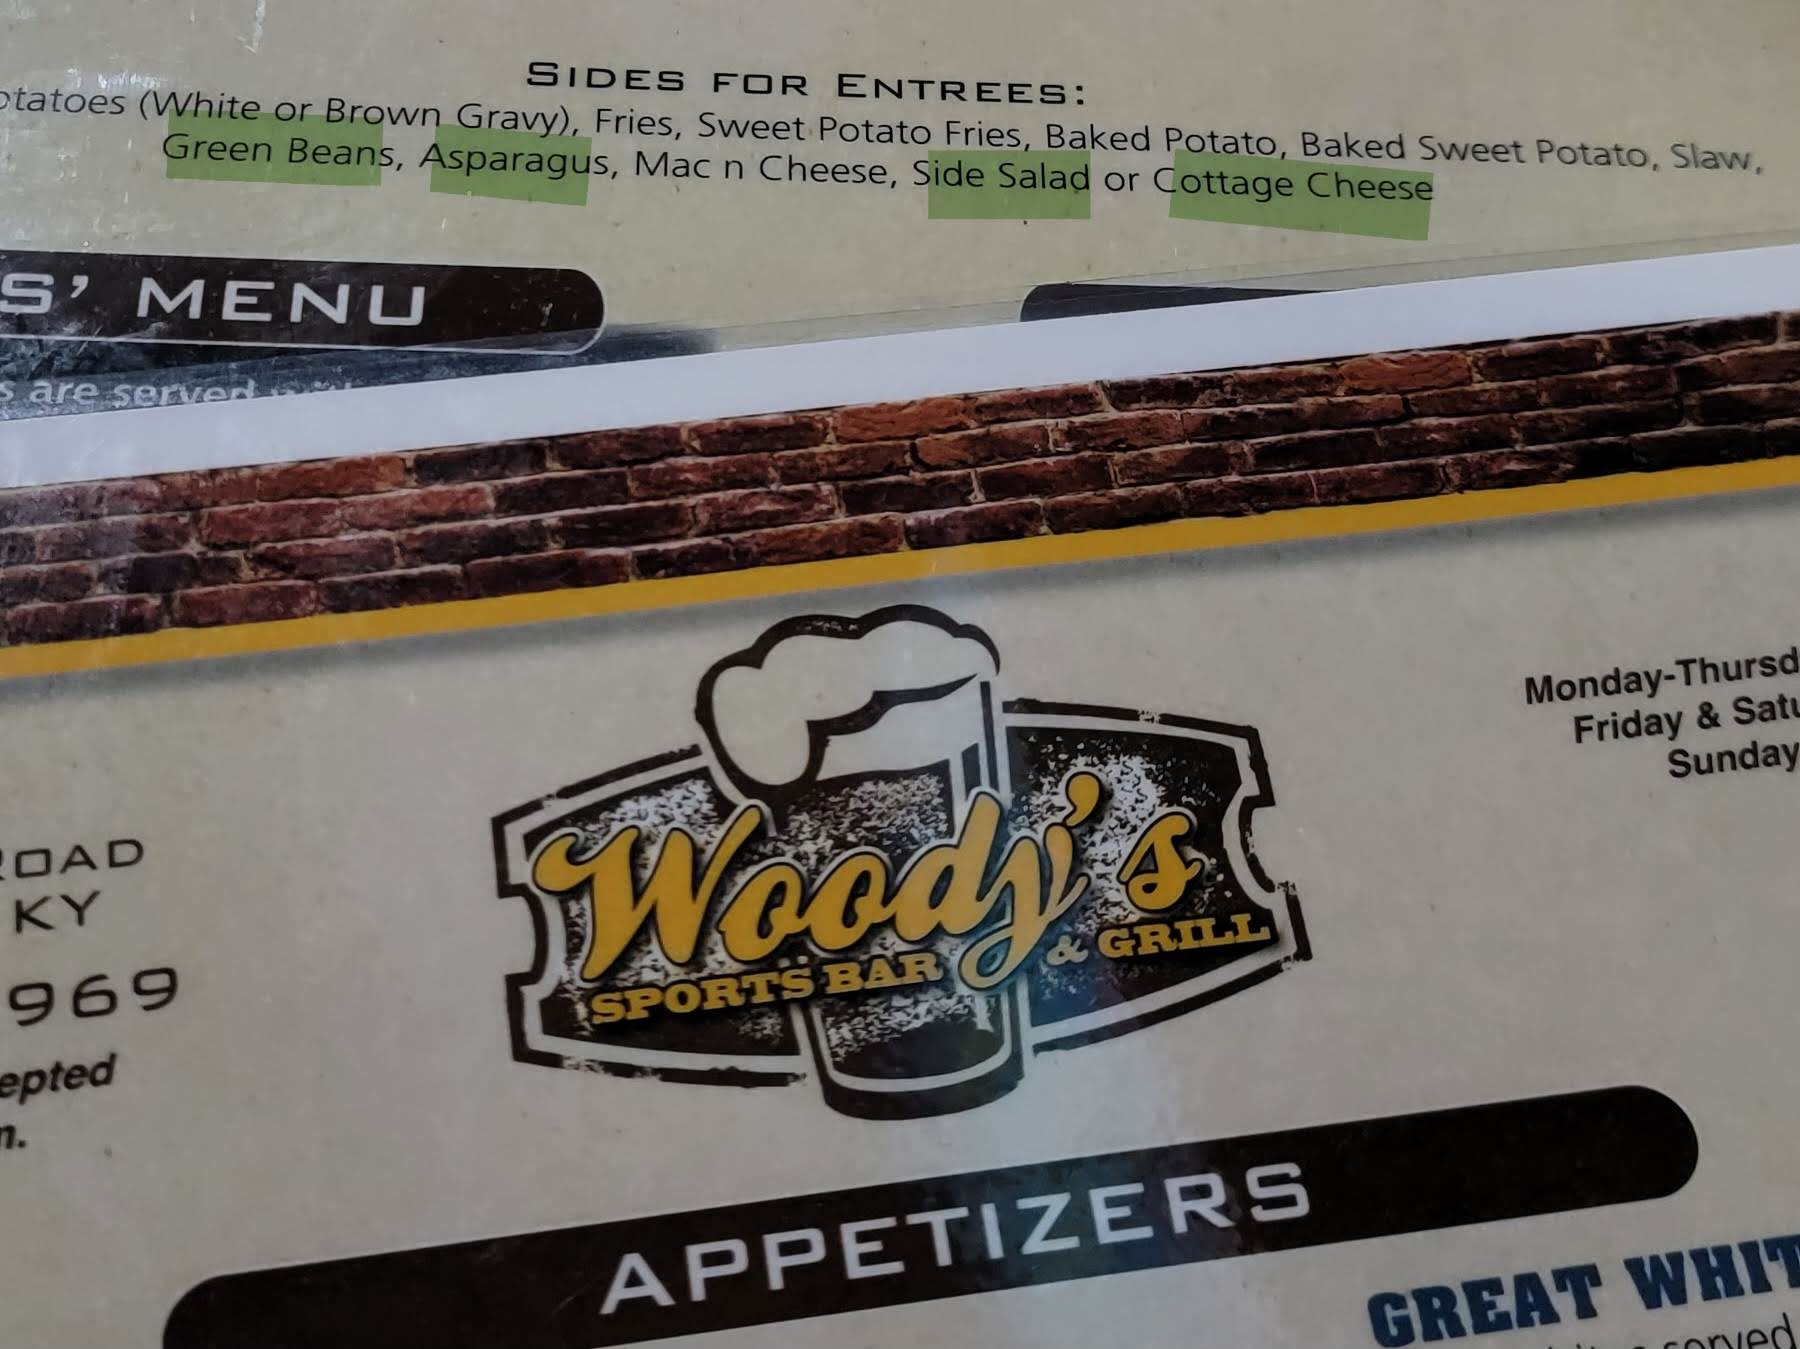 SIDES FOR ENTREES:
(White or Brown Gravy), Fries, Sweet Potato Fries, Baked Potato, Baked Sweet Potato, Slaw,
Green Beans, Asparagus, Mac n Cheese, Side Salad or Cottage Cheese
S' MENU
s are served
Monday-Thursd
Friday & Satu
Sunday
OAD
KY
969
epted
n.
Woody's
SPORTS BAR & GRILL
APPETIZERS
GREAT WHIT
served